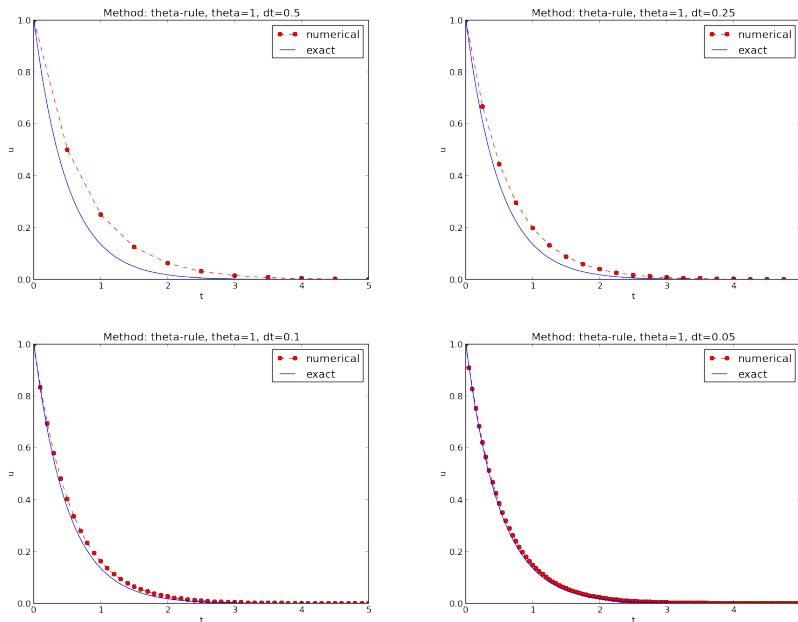 Method: theta-rule, theta=1, dt=0.5
1.0
0.8
0.6
0.4
0.2
0.0
u
0
1
2
3
4
5
t
numerical
exact
Method: theta-rule, theta=1, dt=0.25
1.0
0.8
0.6
0.4
0.2
0.0
u
0
1
2
3
4
t
numerical
exact
Method: theta-rule, theta=1, dt=0.1
1.0
0.8
0.6
0.4
0.2
0.0
u
0
1
2
3
4
5
t
numerical
exact
Method: theta-rule, theta=1, dt=0.05
1.0
0.8
0.6
0.4
0.2
0.0
u
0
1
2
3
4
t
numerical
exact